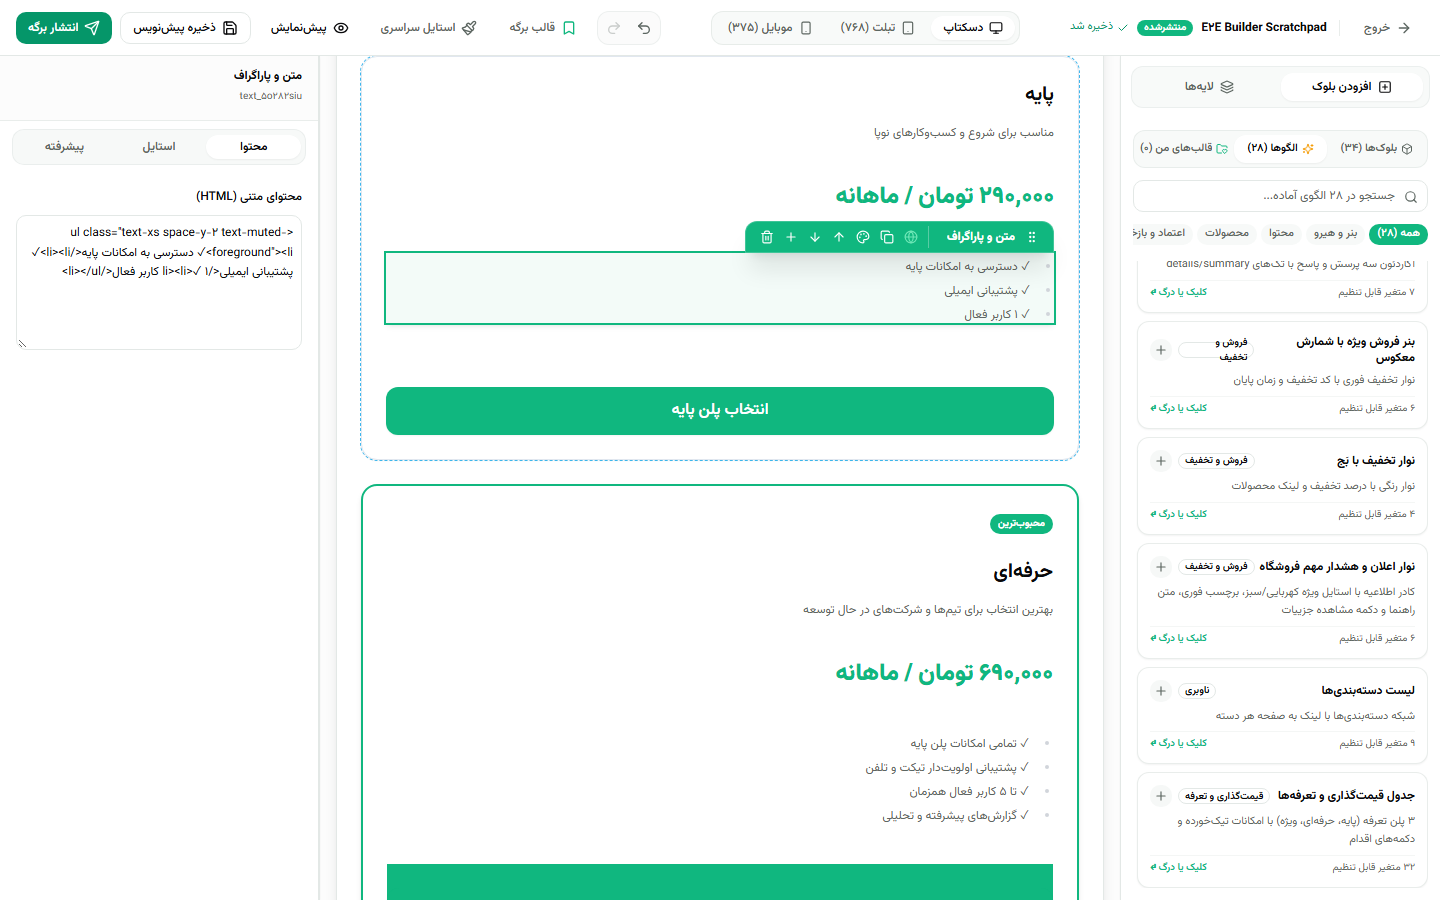 خروج
E۲E Builder Scratchpad
منتشرشده
ذخیره شد
دسکتاپ
تبلت (۷۶۸)
موبایل (۳۷۵)
قالب برگه
استایل سراسری
پیش‌نمایش
ذخیره پیش‌نویس
انتشار برگه
افزودن بلوک
لایه‌ها
بلوک‌ها (۳۴)
الگوها (۲۸)
قالب‌های من (۰)
جستجو در ۲۸ الگوی آماده...
همه (۲۸)
بنر و هیرو
محتوا
محصولات
اعتماد و بازخ
آکاردئون سه پرسش و پاسخ با تگ‌های details/summary
۷ متغیر قابل تنظیم
کلیک یا درگ
بنر فروش ویژه با شمارش معکوس
فروش و تخفیف
نوار تخفیف فوری با کد تخفیف و زمان پایان
۶ متغیر قابل تنظیم
کلیک یا درگ
نوار تخفیف با بَج
فروش و تخفیف
نوار رنگی با درصد تخفیف و لینک محصولات
۴ متغیر قابل تنظیم
کلیک یا درگ
نوار اعلان و هشدار مهم فروشگاه
فروش و تخفیف
کادر اطلاعیه با استایل ویژه کهربایی/سبز، برچسب فوری، متن
راهنما و دکمه مشاهده جزییات
۶ متغیر قابل تنظیم
کلیک یا درگ
لیست دسته‌بندی‌ها
ناوبری
شبکه دسته‌بندی‌ها با لینک به صفحه هر دسته
۹ متغیر قابل تنظیم
کلیک یا درگ
جدول قیمت‌گذاری و تعرفه‌ها
قیمت‌گذاری و تعرفه
۳ پلن تعرفه (پایه، حرفه‌ای، ویژه) با امکانات تیک‌خورده و
دکمه‌های اقدام
۳۲ متغیر قابل تنظیم
کلیک یا درگ
پایه
مناسب برای شروع و کسب‌وکارهای نوپا
۲۹۰,۰۰۰ تومان / ماهانه
متن و پاراگراف
✓ دسترسی به امکانات پایه
✓ پشتیبانی ایمیلی
✓ ۱ کاربر فعال
انتخاب پلن پایه
محبوب‌ترین
حرفه‌ای
بهترین انتخاب برای تیم‌ها و شرکت‌های در حال توسعه
۶۹۰,۰۰۰ تومان / ماهانه
✓ تمامی امکانات پلن پایه
✓ پشتیبانی اولویت‌دار تیکت و تلفن
✓ تا ۵ کاربر فعال همزمان
✓ گزارش‌های پیشرفته و تحلیلی
متن و پاراگراف
text_۵o۲۸۲siu
محتوا
استایل
پیشرفته
محتوای متنی (HTML)
<ul class="text-xs space-y-۲ text-muted-
foreground"><li>✓ دسترسی به امکانات پایه</li><li>✓
پشتیبانی ایمیلی</li><li>✓ ۱ کاربر فعال</li></ul>